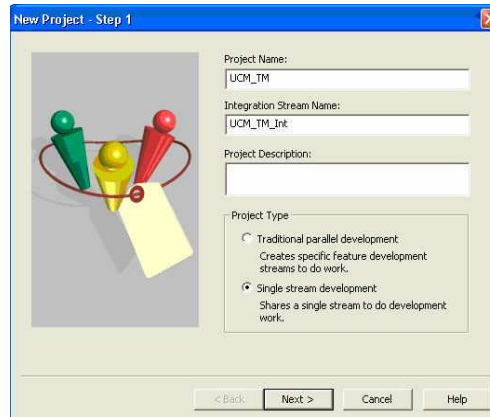 New Project - Step 1
Project Name:
UCM_TM
Integration Stream Name:
UCM_TM_Int
Project Description:
Project Type
Traditional parallel development
Creates specific feature development
streams to do work.
Single stream development
Shares a single stream to do development
work.
< Back
Next >
Cancel
Help